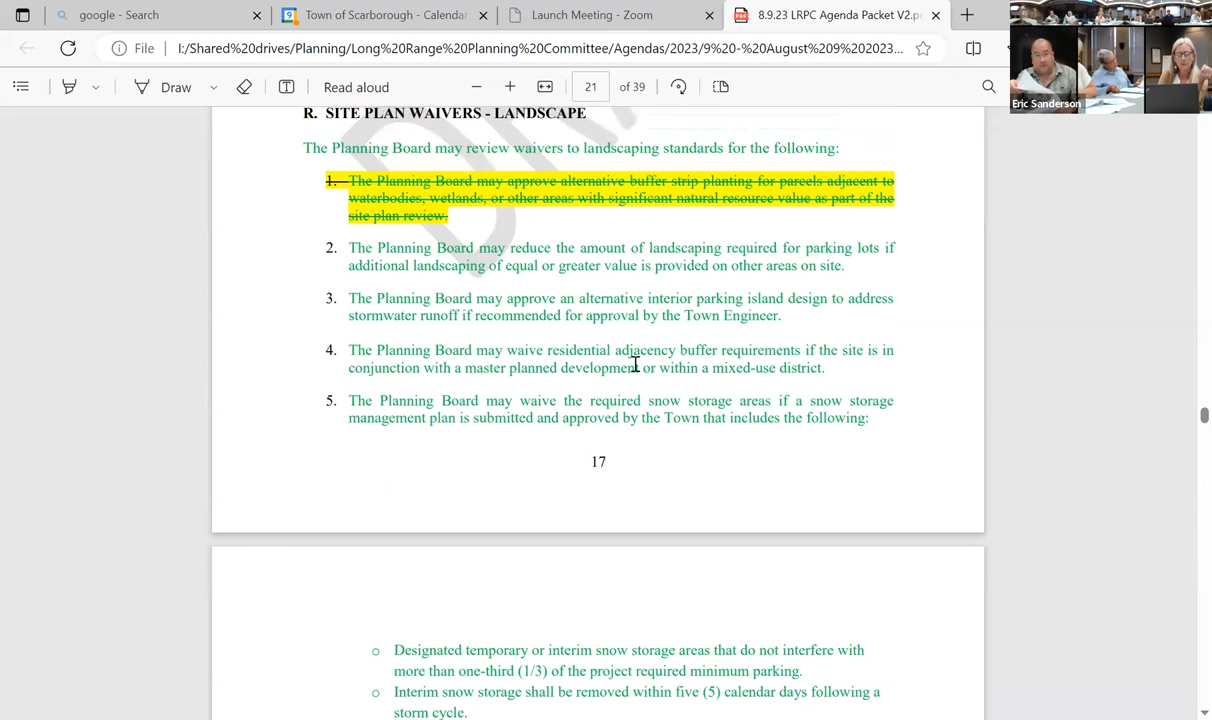 google - Search
Town of Scarborough - Calendar
Launch Meeting - Zoom
8.9.23 LRPC Agenda Packet V2.p
File
I:/Shared%20drives/Planning/Long%20Range%20Planning%20Committee/Agendas/2023/9%20-%20August%209%202023...
Draw
Read aloud
21 of 39
Eric Sanderson
R. SITE PLAN WAIVERS - LANDSCAPE
The Planning Board may review waivers to landscaping standards for the following:
1. The Planning Board may approve alternative buffer strip planting for parcels adjacent to
waterbodies, wetlands, or other areas with significant natural resource value as part of the
site plan review.
2. The Planning Board may reduce the amount of landscaping required for parking lots if
additional landscaping of equal or greater value is provided on other areas on site.
3. The Planning Board may approve an alternative interior parking island design to address
stormwater runoff if recommended for approval by the Town Engineer.
4. The Planning Board may waive residential adjacency buffer requirements if the site is in
conjunction with a master planned development or within a mixed-use district.
5. The Planning Board may waive the required snow storage areas if a snow storage
management plan is submitted and approved by the Town that includes the following:
17
o Designated temporary or interim snow storage areas that do not interfere with
more than one-third (1/3) of the project required minimum parking.
o Interim snow storage shall be removed within five (5) calendar days following a
storm cycle.